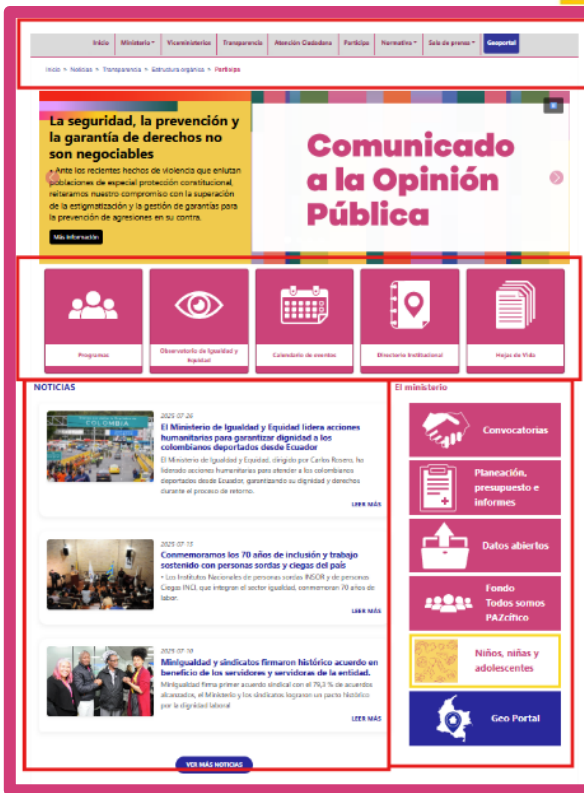 Inicio Ministerio Viceministerios Transparencia Atención Ciudadana Participa Normativa Sala de prensa Geoportal
Inicio > Noticias > Transparencia > Estructura orgánica > Participa
La seguridad, la prevención y
la garantía de derechos no
son negociables
• Ante los recientes hechos de violencia que enlutan
poblaciones de especial protección constitucional,
reiteramos nuestro compromiso con la superación
de la estigmatización y la gestión de garantías para
la prevención de agresiones en su contra.
Más información
Comunicado
a la Opinión
Pública
Programas
Observatorio de Igualdad y
Equidad
Calendario de eventos
Directorio Institucional
Hojas de Vida
NOTICIAS
2025-07-26
El Ministerio de Igualdad y Equidad lidera acciones
humanitarias para garantizar dignidad a los
colombianos deportados desde Ecuador
El Ministerio de Igualdad y Equidad, dirigido por Carlos Rosero, ha
liderado acciones humanitarias para atender a los colombianos
deportados desde Ecuador, garantizando su dignidad y derechos
durante el proceso de retorno.
LEER MÁS
COLOMBIA
2025-07-15
Conmemoramos los 70 años de inclusión y trabajo
sostenido con personas sordas y ciegas del país
• Los Institutos Nacionales de personas sordas INSOR y de personas
Ciegas INCI, que integran el sector igualdad, conmemoran 70 años de
labor.
LEER MÁS
2025-07-10
Minigualdad y sindicatos firmaron histórico acuerdo en
beneficio de los servidores y servidoras de la entidad.
Minigualdad firma primer acuerdo sindical con el 76,3 % de acuerdos
alcanzados, el Ministerio y los sindicatos lograron un pacto histórico
por la dignidad laboral
LEER MÁS
VER MÁS NOTICIAS
El ministerio
Convocatorias
Planeación,
presupuesto e
informes
Datos abiertos
Fondo
Todos somos
PAZcífico
Niños, niñas y
adolescentes
Geo Portal